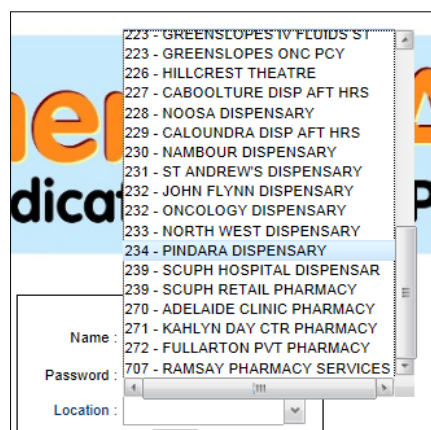 223 - GREENSLOPES IV FLUIDS ST
223 - GREENSLOPES ONC PCY
226 - HILLCREST THEATRE
227 - CABOOLTURE DISP AFT HRS
228 - NOOSA DISPENSARY
229 - CALOUNDRA DISP AFT HRS
230 - NAMBOUR DISPENSARY
231 - ST ANDREW'S DISPENSARY
232 - JOHN FLYNN DISPENSARY
232 - ONCOLOGY DISPENSARY
233 - NORTH WEST DISPENSARY
234 - PINDARA DISPENSARY
239 - SCUPH HOSPITAL DISPENSAR
239 - SCUPH RETAIL PHARMACY
270 - ADELAIDE CLINIC PHARMACY
271 - KAHLYN DAY CTR PHARMACY
272 - FULLARTON PVT PHARMACY
707 - RAMSAY PHARMACY SERVICES
Name :
Password :
Location :